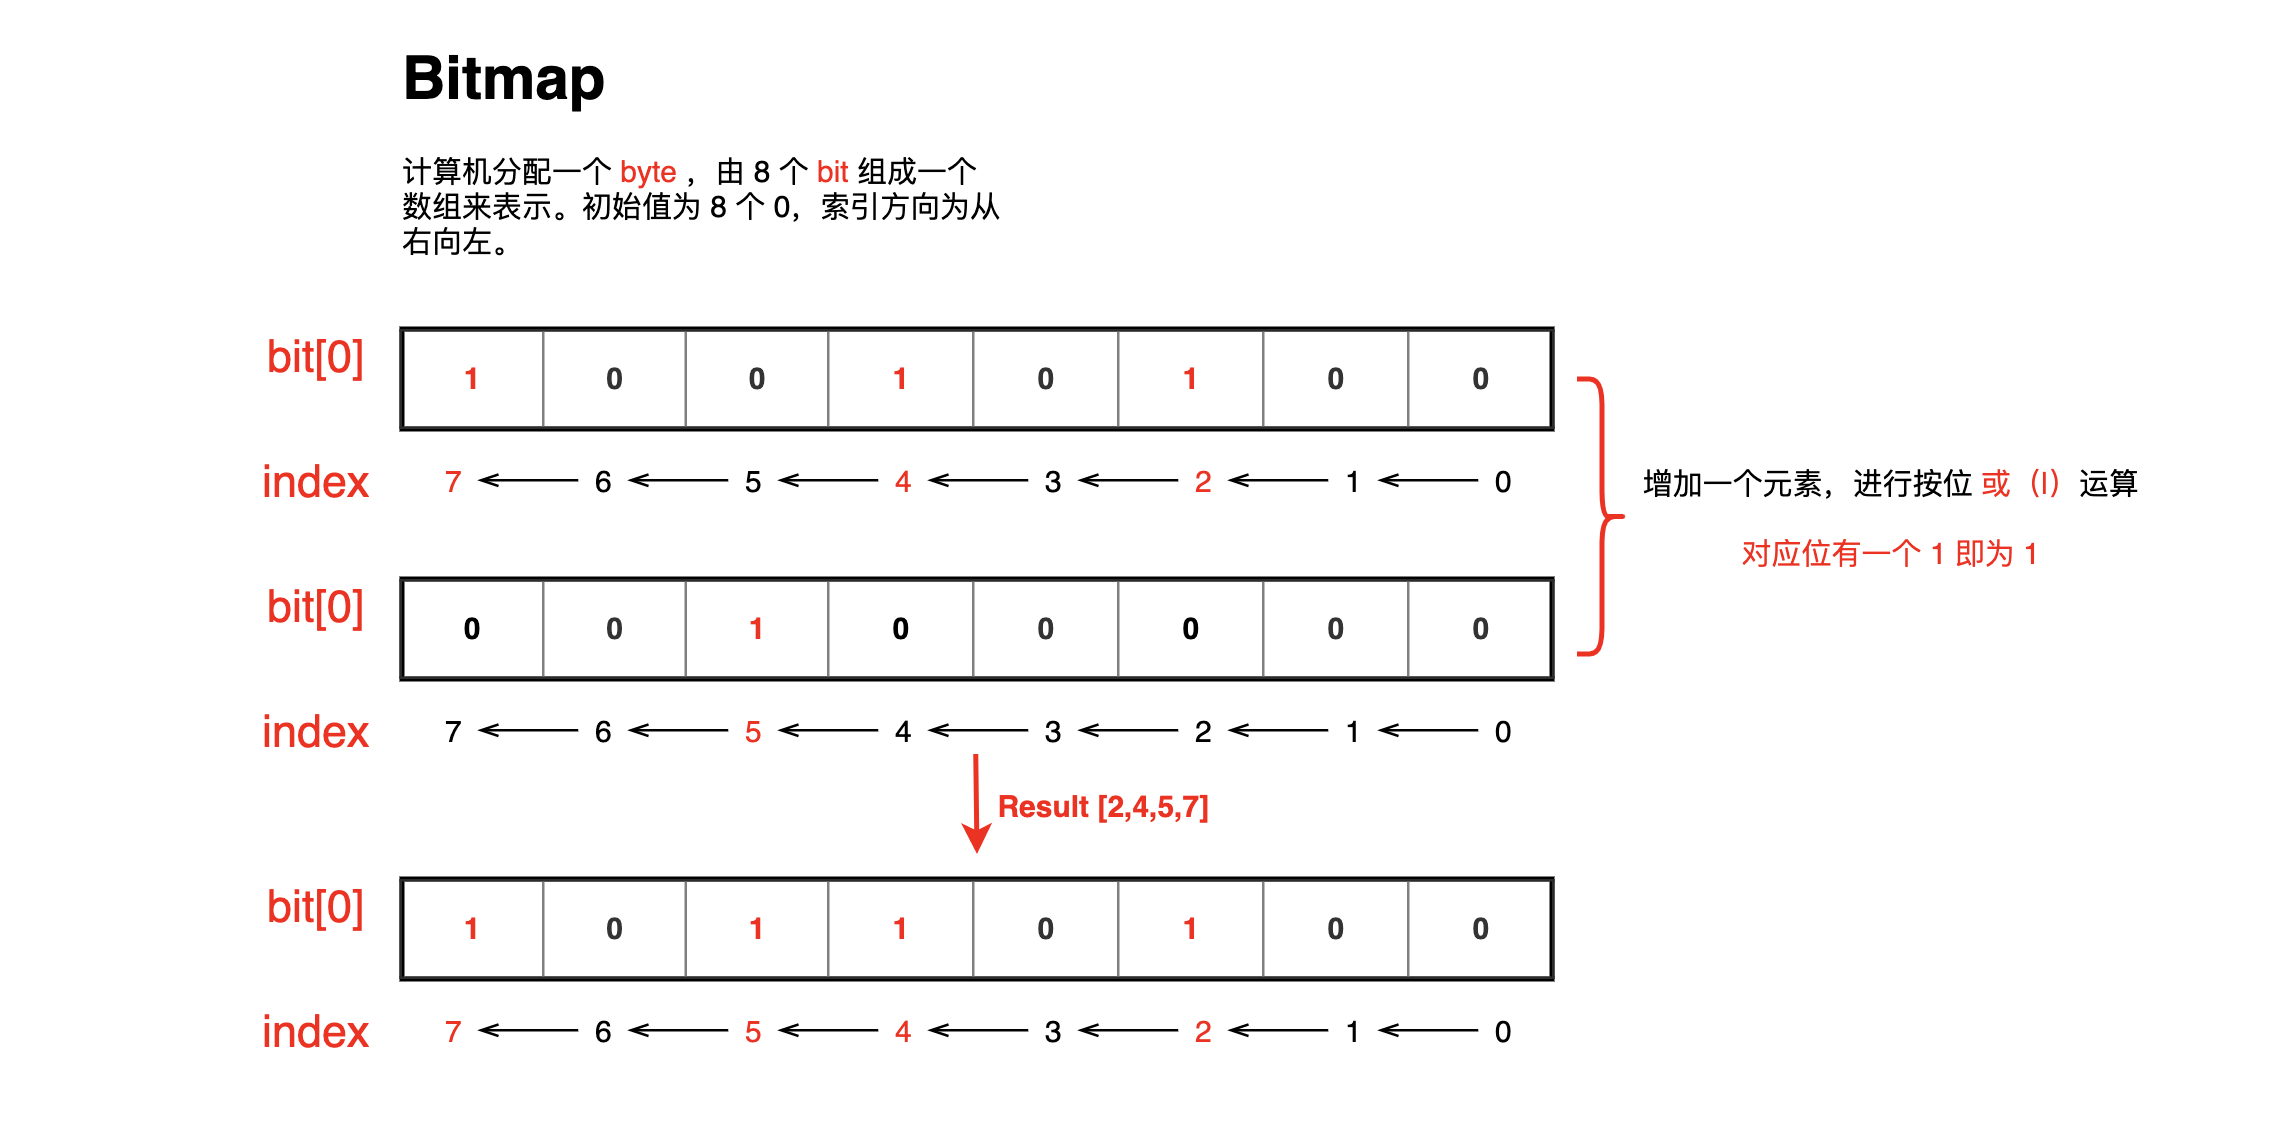 Bitmap
计算机分配一个 byte ，由 8 个 bit 组成一个
数组来表示。初始值为 8 个 0，索引方向为从
右向左。
bit[0] 1 0 0 1 0 1 0 0
index 7 6 5 4 3 2 1 0
增加一个元素，进行按位 或（|）运算
对应位有一个 1 即为 1
bit[0] 0 0 1 0 0 0 0 0
index 7 6 5 4 3 2 1 0
Result [2,4,5,7]
bit[0] 1 0 1 1 0 1 0 0
index 7 6 5 4 3 2 1 0